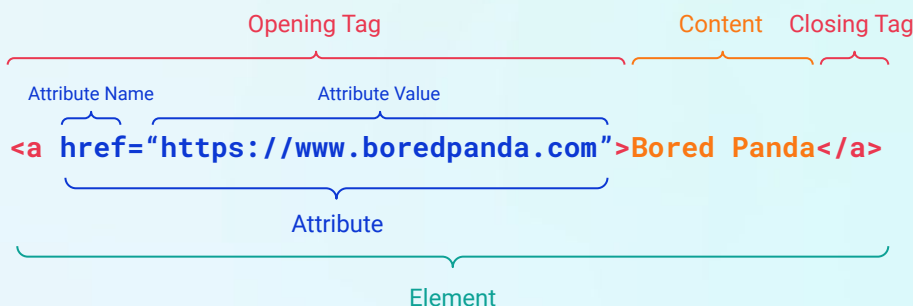 Opening Tag Content Closing Tag
Attribute Name Attribute Value
<a href=“https://www.boredpanda.com”>Bored Panda</a>
Attribute
Element